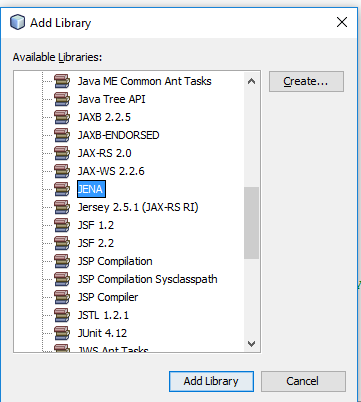 Add Library
Available Libraries:
Java ME Common Ant Tasks
Create...
Java Tree API
JAXB 2.2.5
JAXB-ENDORSED
JAX-RS 2.0
JAX-WS 2.2.6
JENA
Jersey 2.5.1 (JAX-RS RI)
JSF 1.2
JSF 2.2
JSP Compilation
JSP Compilation Sysclasspath
JSP Compiler
JSTL 1.2.1
JUnit 4.12
JWS Ant Tasks
Add Library
Cancel